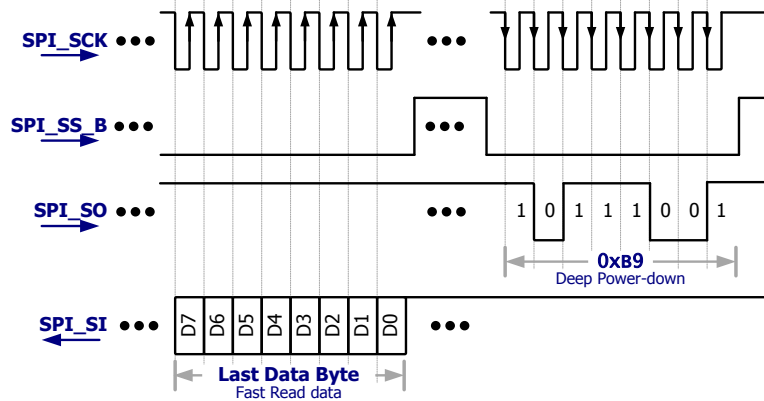 SPI_SCK ••• •••
SPI_SS_B ••• •••
SPI_SO ••• ••• 1 0 1 1 1 0 0 1
0xB9
Deep Power-down
SPI_SI ••• D7 D6 D5 D4 D3 D2 D1 D0 •••
Last Data Byte
Fast Read data